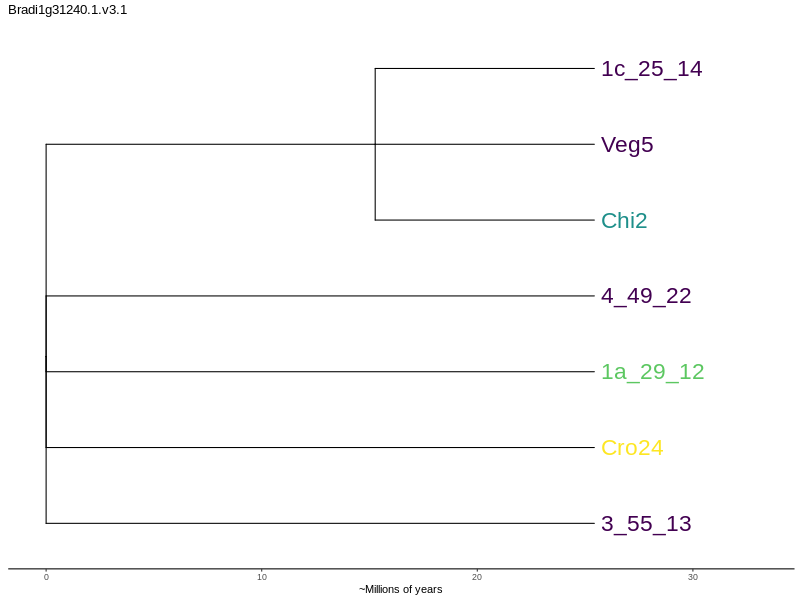 Bradi1g31240.1.v3.1
1c_25_14
Veg5
Chi2
4_49_22
1a_29_12
Cro24
3_55_13
0 10 20 30
~Millions of years